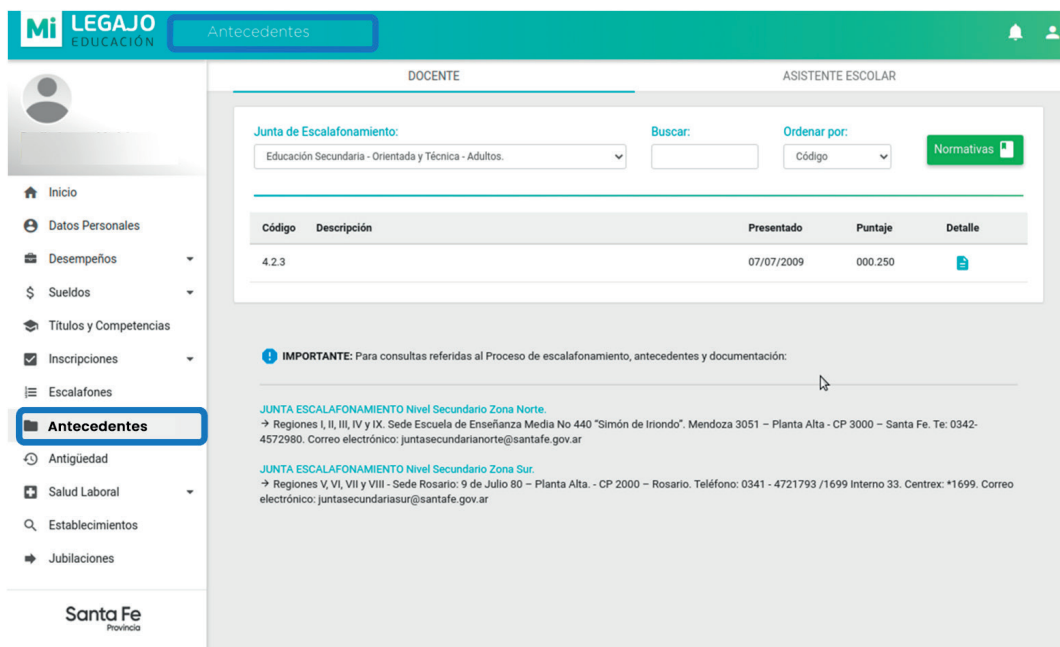 Mi LEGAJO
EDUCACIÓN
Antecedentes
DOCENTE
ASISTENTE ESCOLAR
Junta de Escalafonamiento:
Buscar:
Ordenar por:
Educación Secundaria - Orientada y Técnica - Adultos.
Código
Normativas
Inicio
Datos Personales
Desempeños
Sueldos
Títulos y Competencias
Inscripciones
Escalafones
Antecedentes
Antigüedad
Salud Laboral
Establecimientos
Jubilaciones
Santa Fe
Provincia
Código Descripción Presentado Puntaje Detalle
4.2.3 07/07/2009 000.250
IMPORTANTE: Para consultas referidas al Proceso de escalafonamiento, antecedentes y documentación:
JUNTA ESCALAFONAMIENTO Nivel Secundario Zona Norte.
→ Regiones I, II, III, IV y IX. Sede Escuela de Enseñanza Media No 440 "Simón de Iriondo". Mendoza 3051 – Planta Alta - CP 3000 – Santa Fe. Te: 0342-
4572980. Correo electrónico: juntasecundarianorte@santafe.gov.ar
JUNTA ESCALAFONAMIENTO Nivel Secundario Zona Sur.
→ Regiones V, VI, VII y VIII - Sede Rosario: 9 de Julio 80 – Planta Alta. - CP 2000 – Rosario. Teléfono: 0341 - 4721793 /1699 Interno 33. Centrex: *1699. Correo
electrónico: juntasecundariasur@santafe.gov.ar